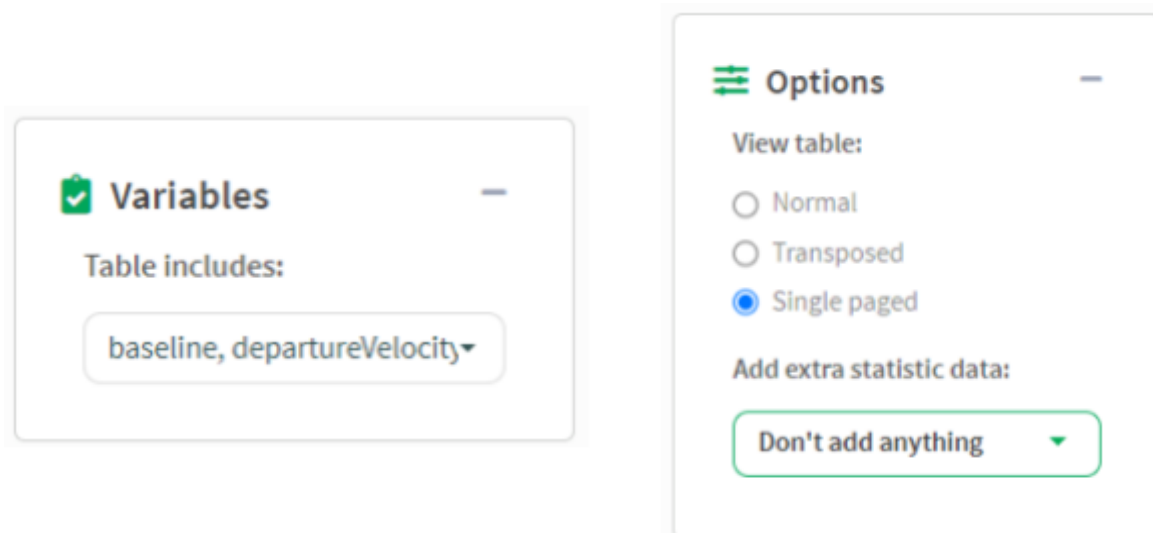 Variables
Table includes:
baseline, departureVelocity
Options
View table:
Normal
Transposed
Single paged
Add extra statistic data:
Don't add anything